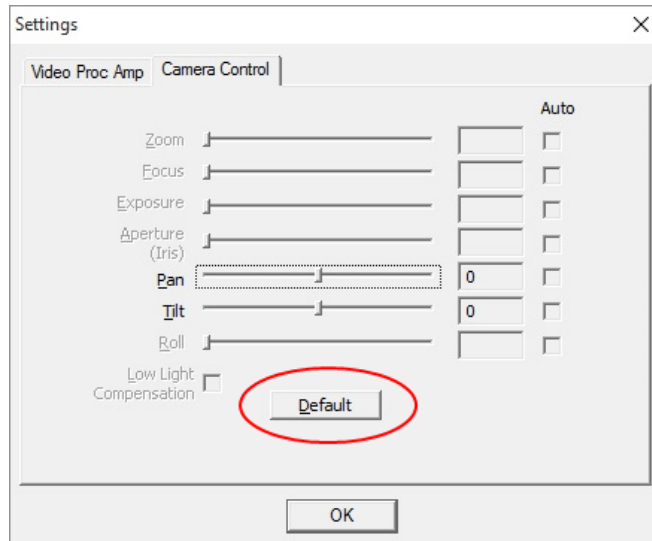 Settings
Video Proc Amp
Camera Control
Auto
Zoom
Focus
Exposure
Aperture
(Iris)
Pan
0
Tilt
0
Roll
Low Light
Compensation
Default
OK